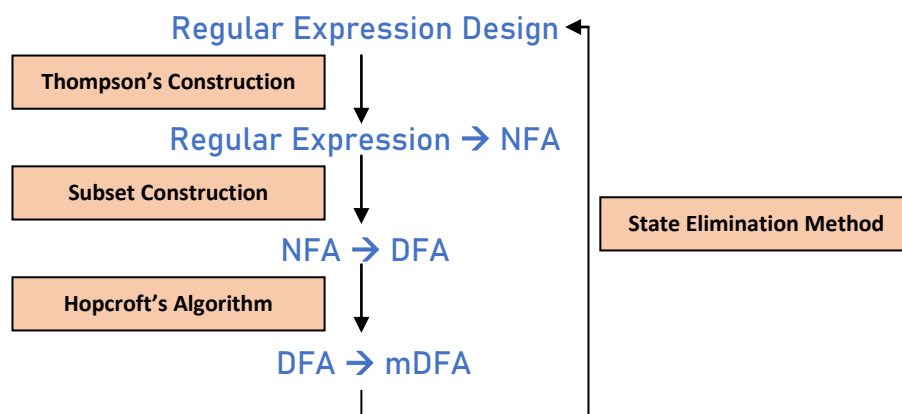 Regular Expression Design
Thompson’s Construction
Regular Expression → NFA
Subset Construction
State Elimination Method
NFA → DFA
Hopcroft’s Algorithm
DFA → mDFA